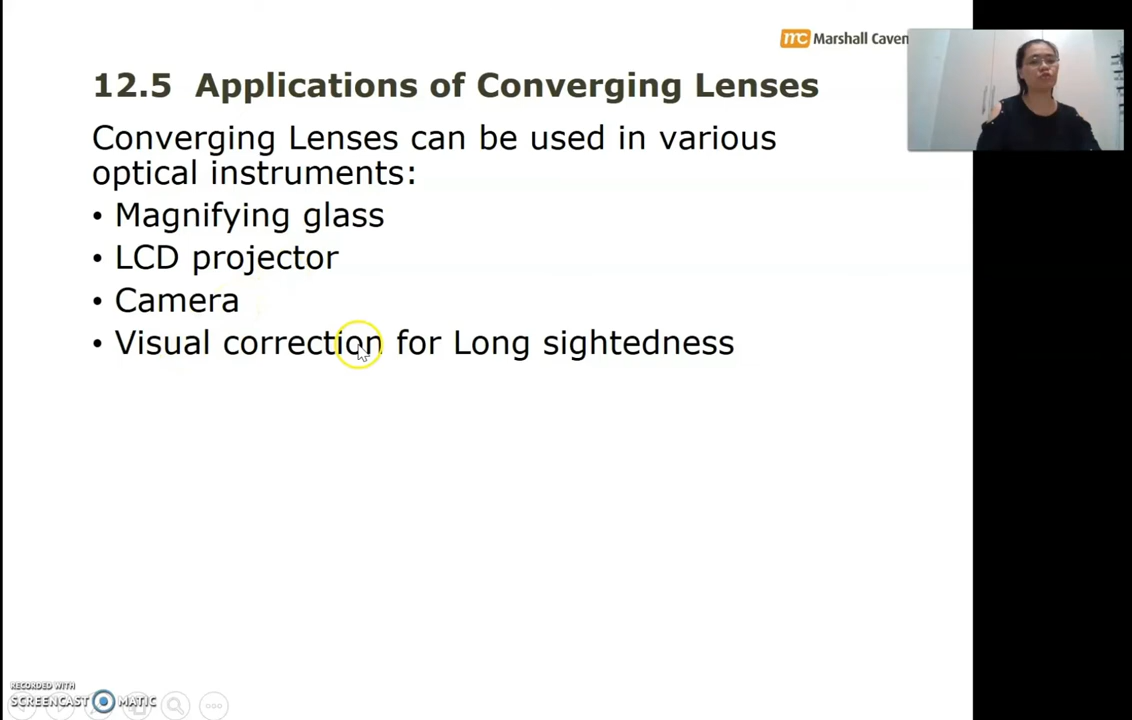 mc Marshall Caven
12.5 Applications of Converging Lenses
Converging Lenses can be used in various
optical instruments:
• Magnifying glass
• LCD projector
• Camera
• Visual correction for Long sightedness
RECORDED WITH
SCREENCAST MATIC